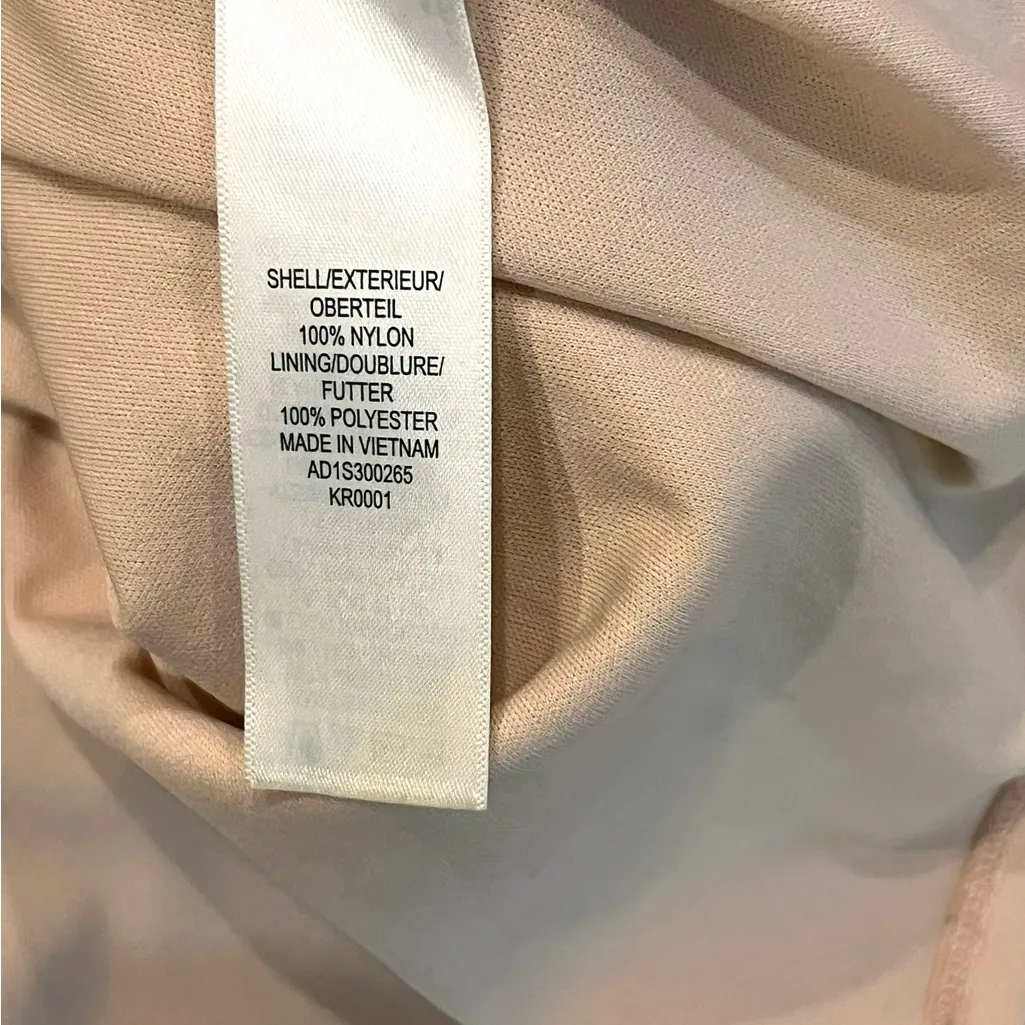 SHELL/EXTERIEUR/
OBERTEIL
100% NYLON
LINING/DOUBLURE/
FUTTER
100% POLYESTER
MADE IN VIETNAM
AD1S300265
KR0001